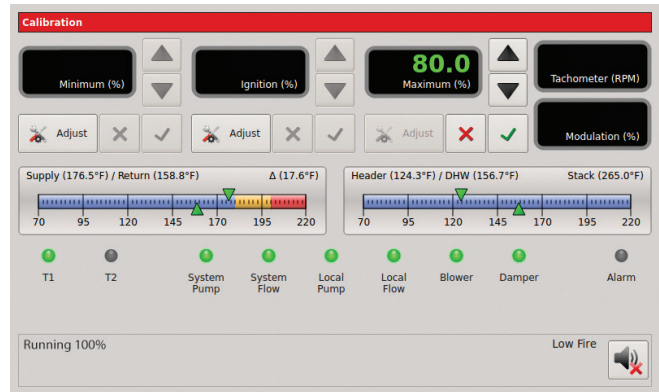 Calibration
80.0
Minimum (%) Ignition (%) Maximum (%) Tachometer (RPM)
Adjust Adjust Adjust Modulation (%)
Supply (176.5°F) / Return (158.8°F) Δ (17.6°F) Header (124.3°F) / DHW (156.7°F) Stack (265.0°F)
70 95 120 145 170 195 220 70 95 120 145 170 195 220
T1 T2 System Pump System Flow Local Pump Local Flow Blower Damper Alarm
Running 100% Low Fire